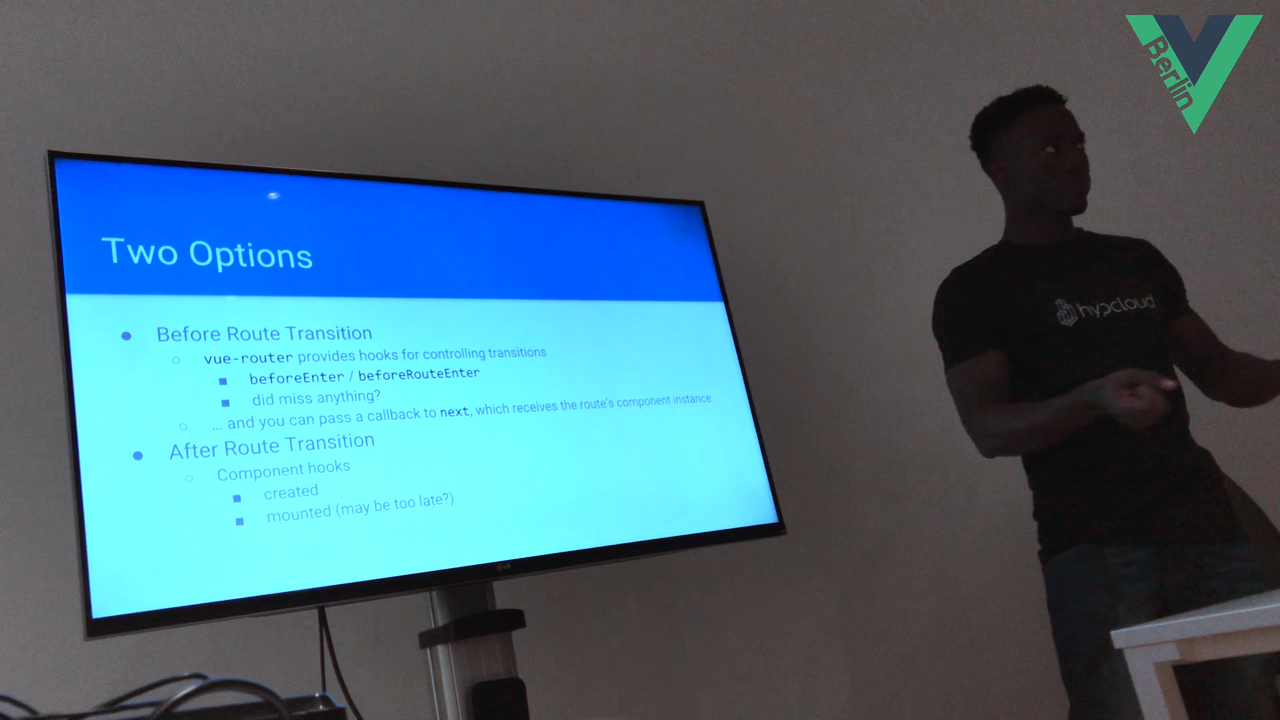 Berlin
Two Options
Before Route Transition
vue-router provides hooks for controlling transitions
beforeEnter / beforeRouteEnter
did miss anything?
... and you can pass a callback to next, which receives the route's component instance
After Route Transition
Component hooks
created
mounted (may be too late?)
LG
hypcloud